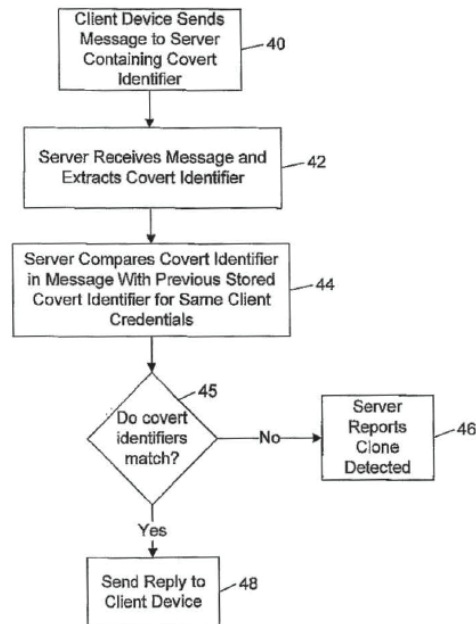 Client Device Sends
Message to Server
Containing Covert
Identifier
40
Server Receives Message and
Extracts Covert Identifier
42
Server Compares Covert Identifier
in Message With Previous Stored
Covert Identifier for Same Client
Credentials
44
45
Do covert
identifiers
match?
No
Server
Reports
Clone
Detected
46
Yes
Send Reply to
Client Device
48